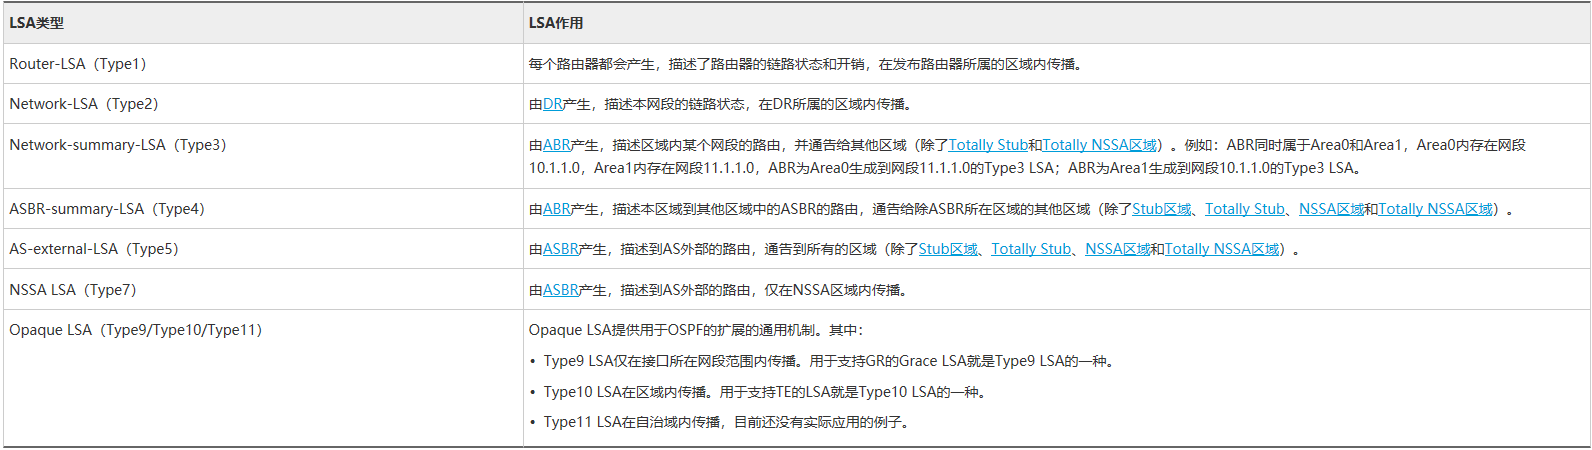 LSA类型 LSA作用
Router-LSA（Type1） 每个路由器都会产生，描述了路由器的链路状态和开销，在发布路由器所属的区域内传播。
Network-LSA（Type2） 由DR产生，描述本网段的链路状态，在DR所属的区域内传播。
Network-summary-LSA（Type3） 由ABR产生，描述区域内某个网段的路由，并通告给其他区域（除了Totally Stub和Totally NSSA区域）。例如：ABR同时属于Area0和Area1，Area0内存在网段
10.1.1.0，Area1内存在网段11.1.1.0，ABR为Area0生成到网段11.1.1.0的Type3 LSA；ABR为Area1生成到网段10.1.1.0的Type3 LSA。
ASBR-summary-LSA（Type4） 由ABR产生，描述本区域到其他区域中的ASBR的路由，通告给除ASBR所在区域的其他区域（除了Stub区域、Totally Stub、NSSA区域和Totally NSSA区域）。
AS-external-LSA（Type5） 由ASBR产生，描述到AS外部的路由，通告到所有的区域（除了Stub区域、Totally Stub、NSSA区域和Totally NSSA区域）。
NSSA LSA（Type7） 由ASBR产生，描述到AS外部的路由，仅在NSSA区域内传播。
Opaque LSA（Type9/Type10/Type11） Opaque LSA提供用于OSPF的扩展的通用机制。其中：
• Type9 LSA仅在接口所在网段范围内传播。用于支持GR的Grace LSA就是Type9 LSA的一种。
• Type10 LSA在区域内传播。用于支持TE的LSA就是Type10 LSA的一种。
• Type11 LSA在自治域内传播，目前还没有实际应用的例子。